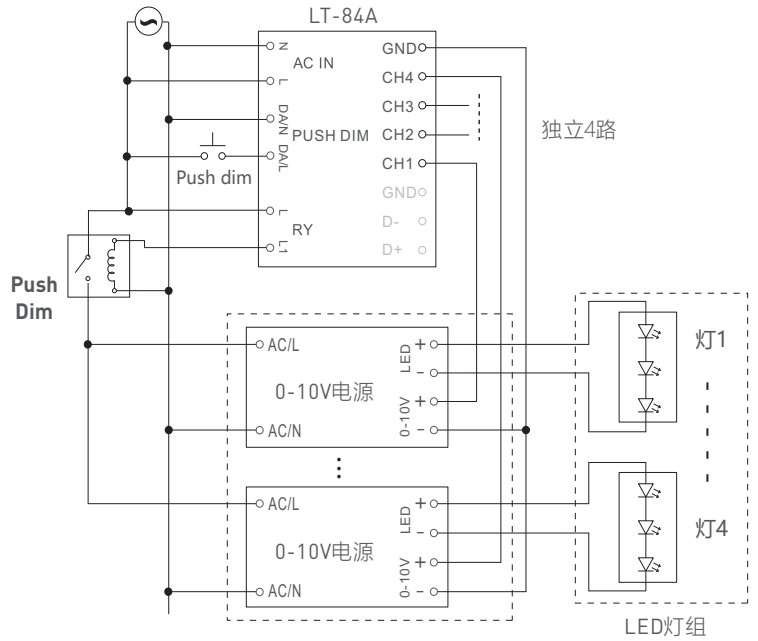 LT-84A
N
AC IN
L
DA/N
PUSH DIM
DA/L
L
RY
L1
GND
CH4
CH3
CH2
CH1
GND
D-
D+
独立4路
Push dim
Push
Dim
AC/L
0-10V电源
AC/N
LED
+
-
0-10V
+
-
灯1
AC/L
0-10V电源
AC/N
LED
+
-
0-10V
+
-
灯4
LED灯组